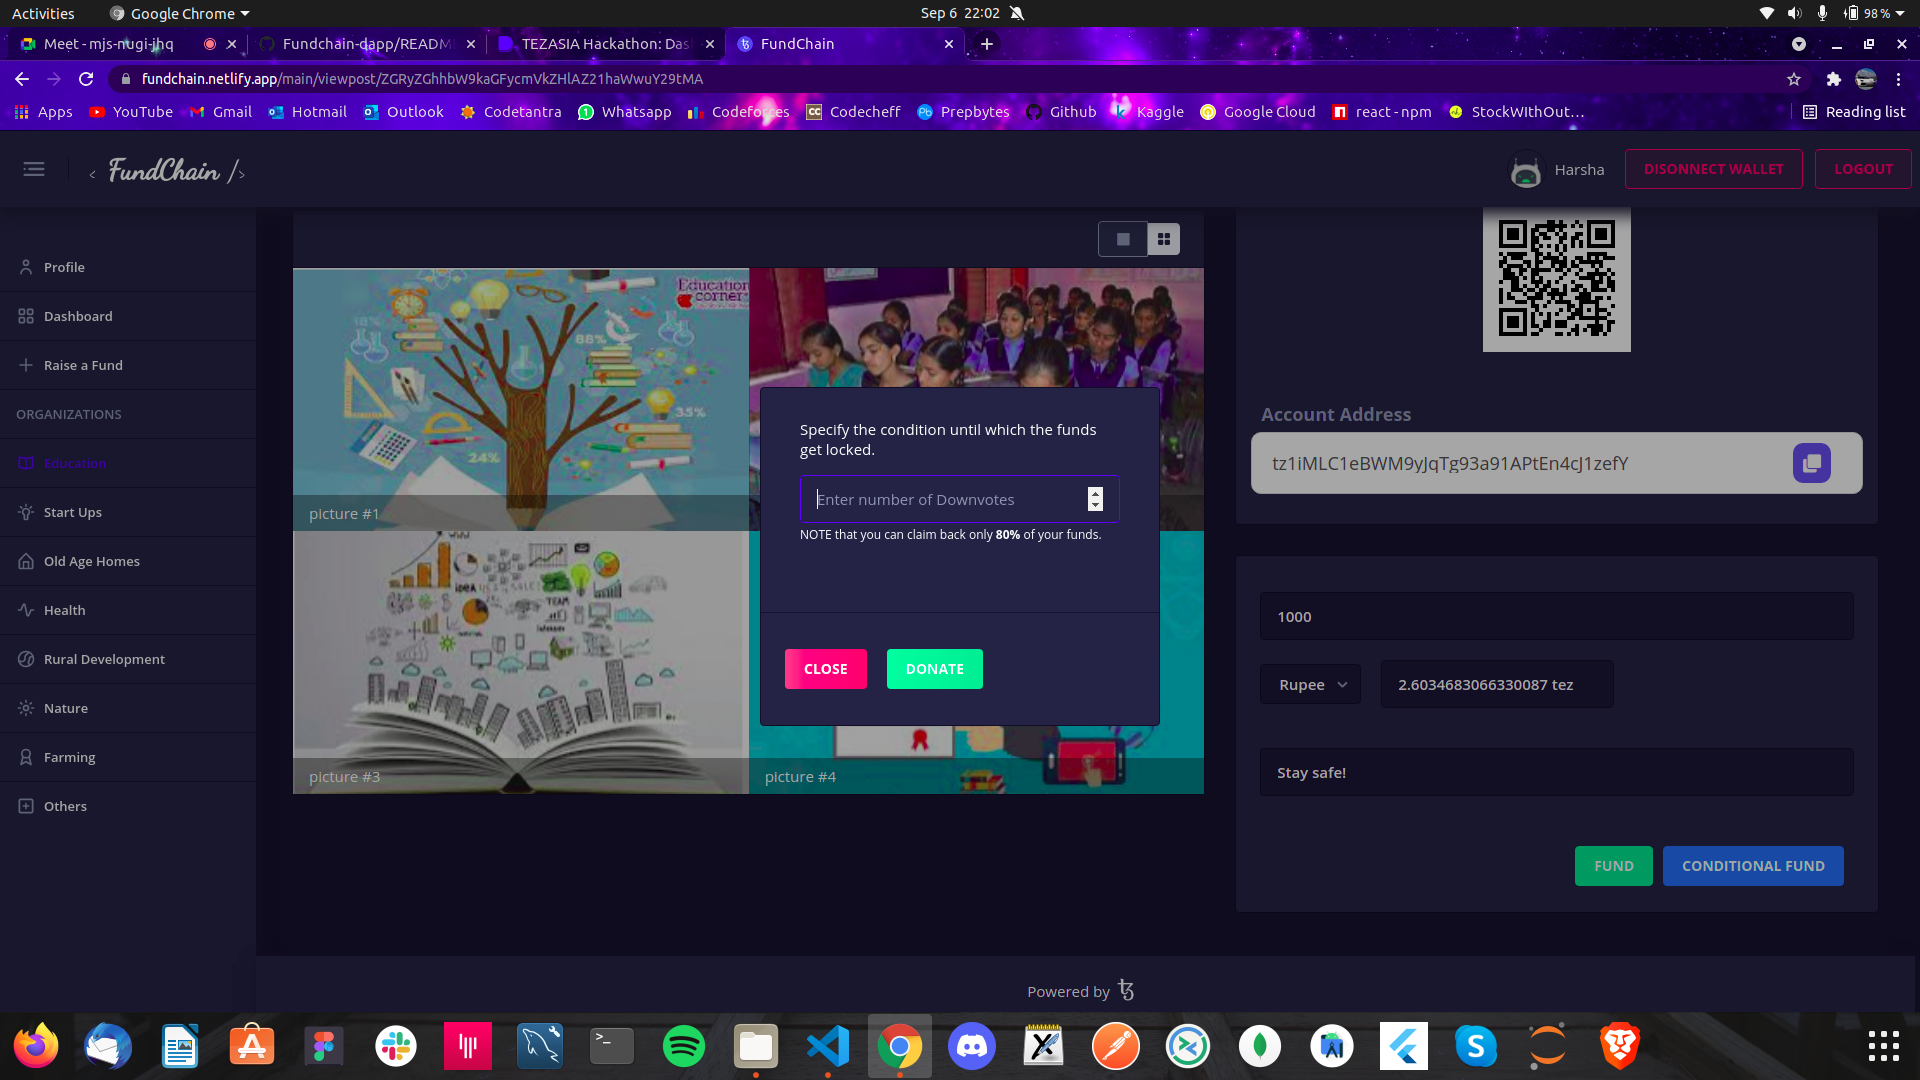 Activities
Google Chrome
Sep 6 22:02
98 %
Meet - mjs-nugi-jhq
Fundchain-dapp/READM
TEZASIA Hackathon: Das
FundChain
fundchain.netlify.app/main/viewpost/ZGRyZGhhbW9kaGFycmVkZHlAZ21haWwuY29tMA
Apps
YouTube
Gmail
Hotmail
Outlook
Codetantra
Whatsapp
Codeforces
Codecheff
Prepbytes
Github
Kaggle
Google Cloud
react - npm
StockWIthOut…
Reading list
< FundChain />
Harsha
DISONNECT WALLET
LOGOUT
Profile
Dashboard
Raise a Fund
ORGANIZATIONS
Education
Start Ups
Old Age Homes
Health
Rural Development
Nature
Farming
Others
Education
corner
18%
88%
35%
24%
picture #1
IDEA
TEAM
picture #3
picture #4
Specify the condition until which the funds
get locked.
Enter number of Downvotes
NOTE that you can claim back only 80% of your funds.
CLOSE
DONATE
Account Address
tz1iMLC1eBWM9yJqTg93a91APtEn4cJ1zefY
1000
Rupee
2.6034683066330087 tez
Stay safe!
FUND
CONDITIONAL FUND
Powered by